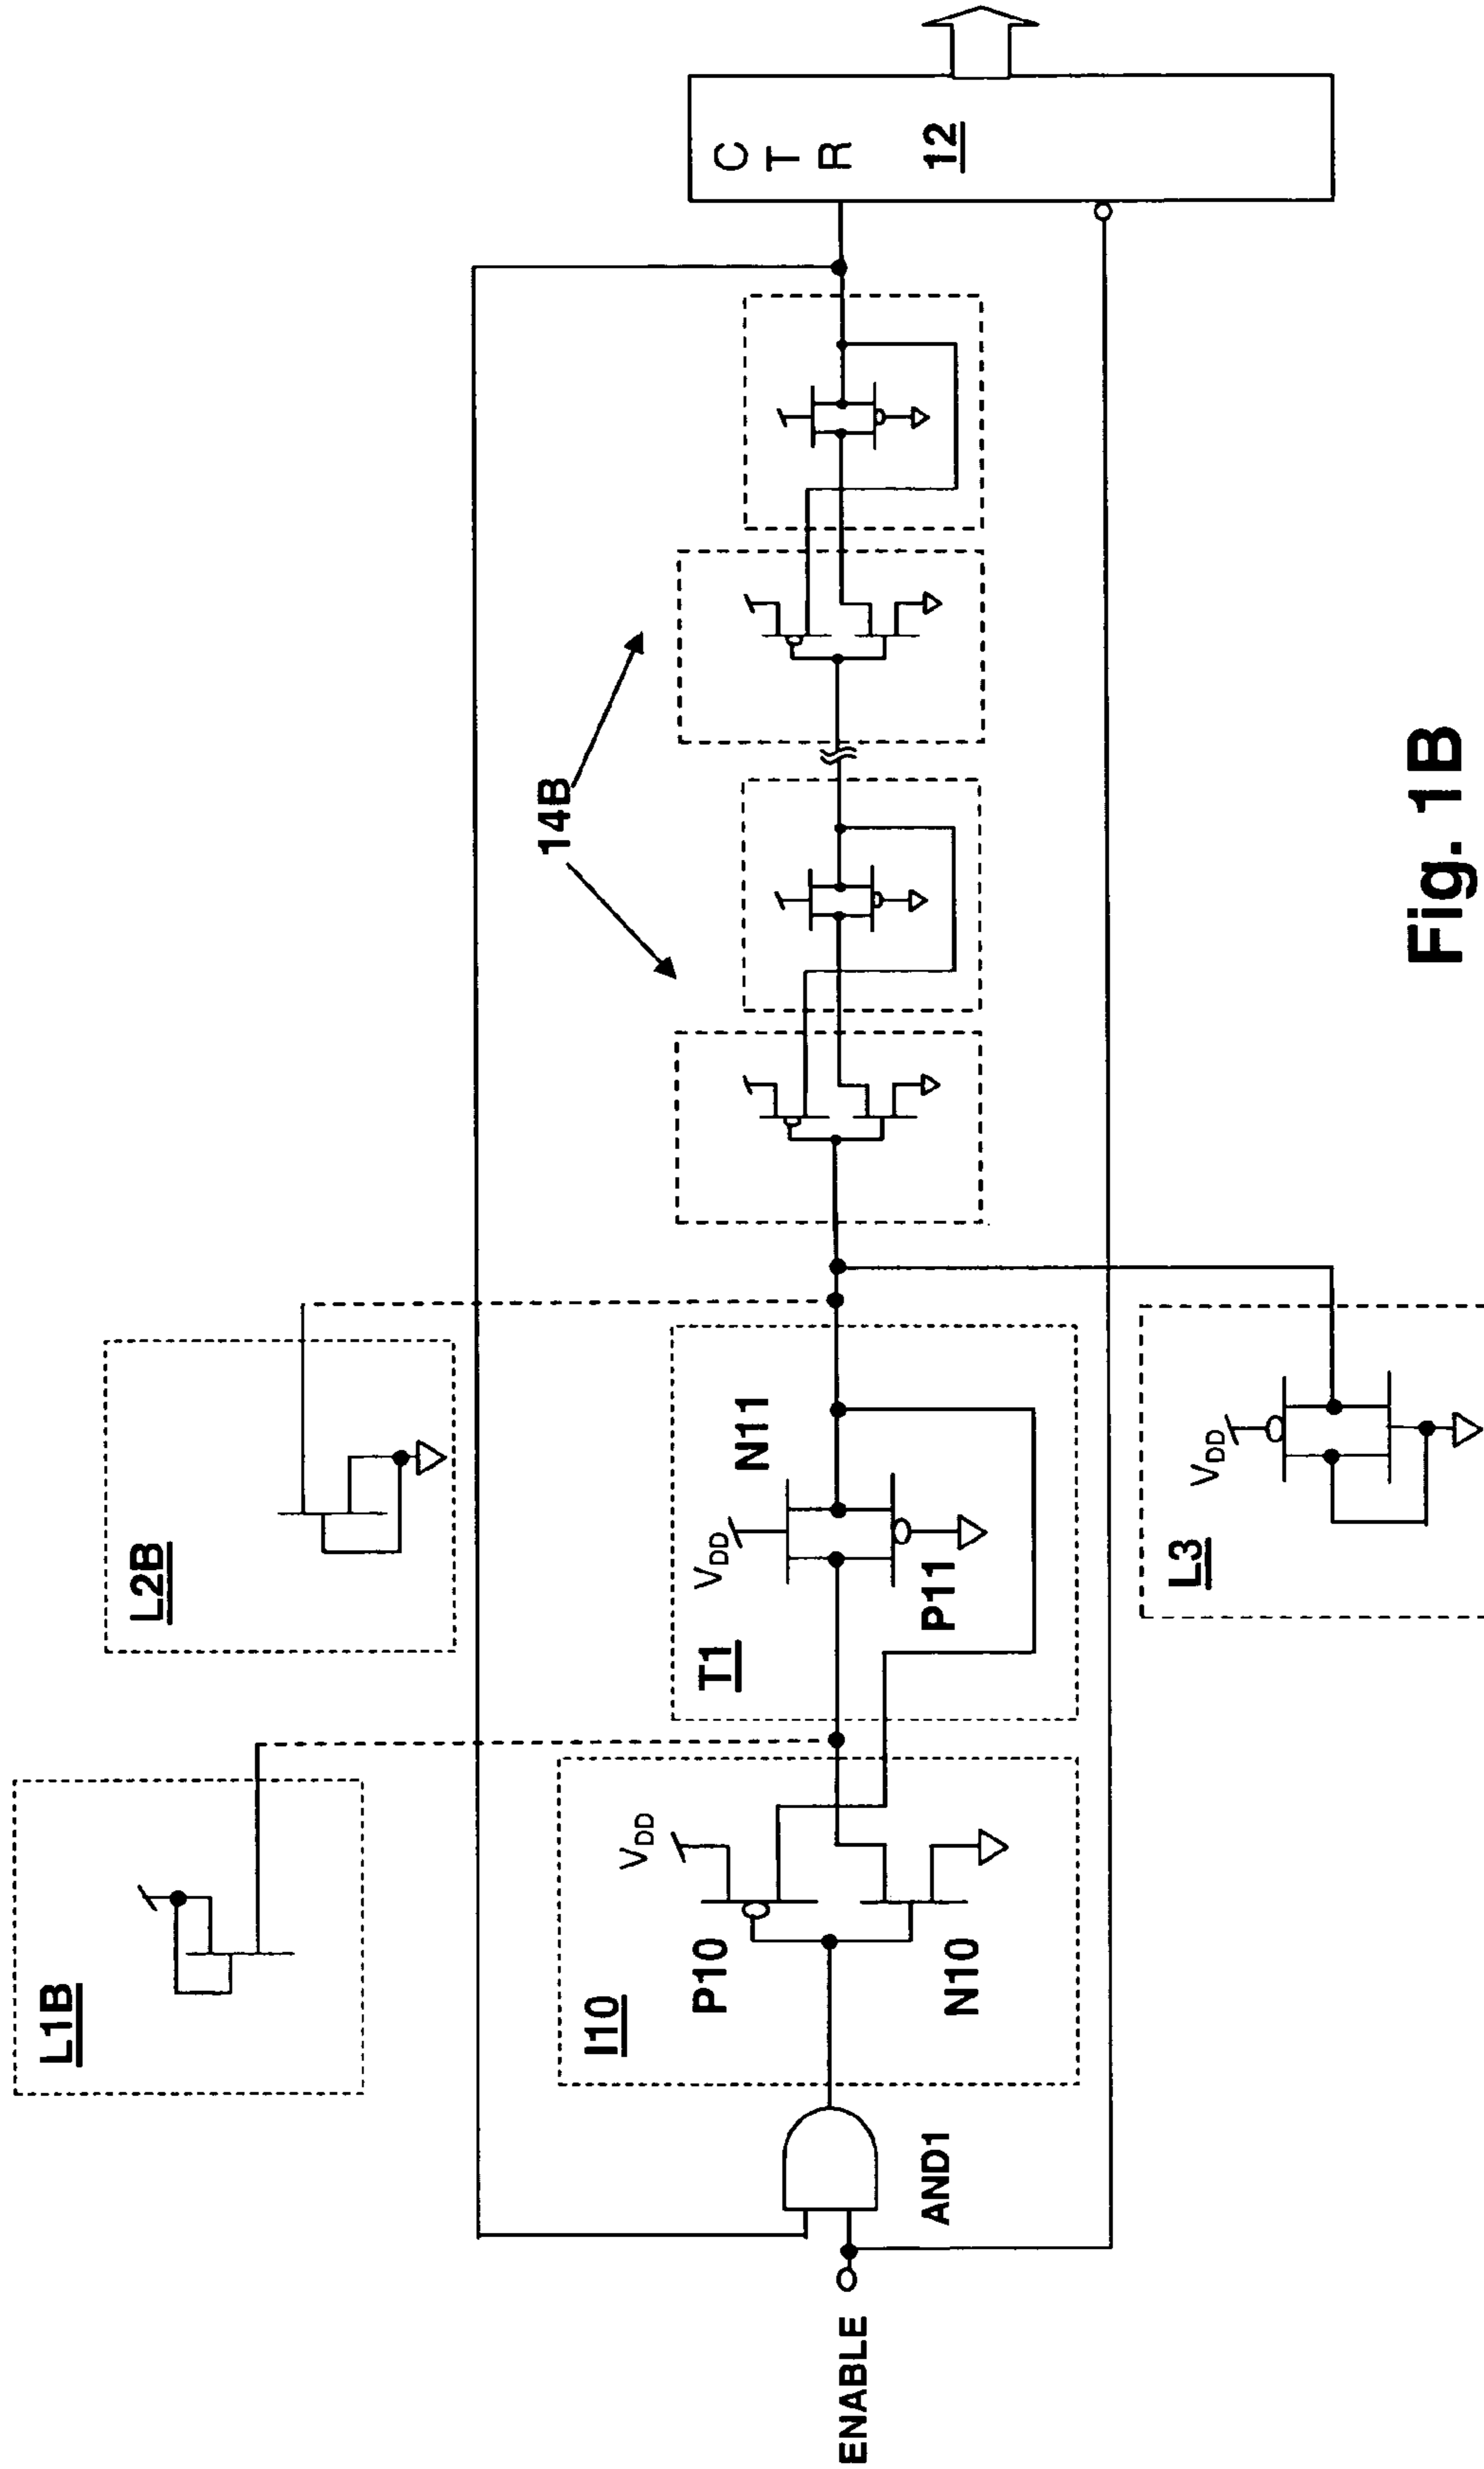 L1B
L2B
14B
CTR
12
VDD
I10
P10
N10
T1
VDD
N11
P11
AND1
ENABLE
L3
VDD
Fig. 1B